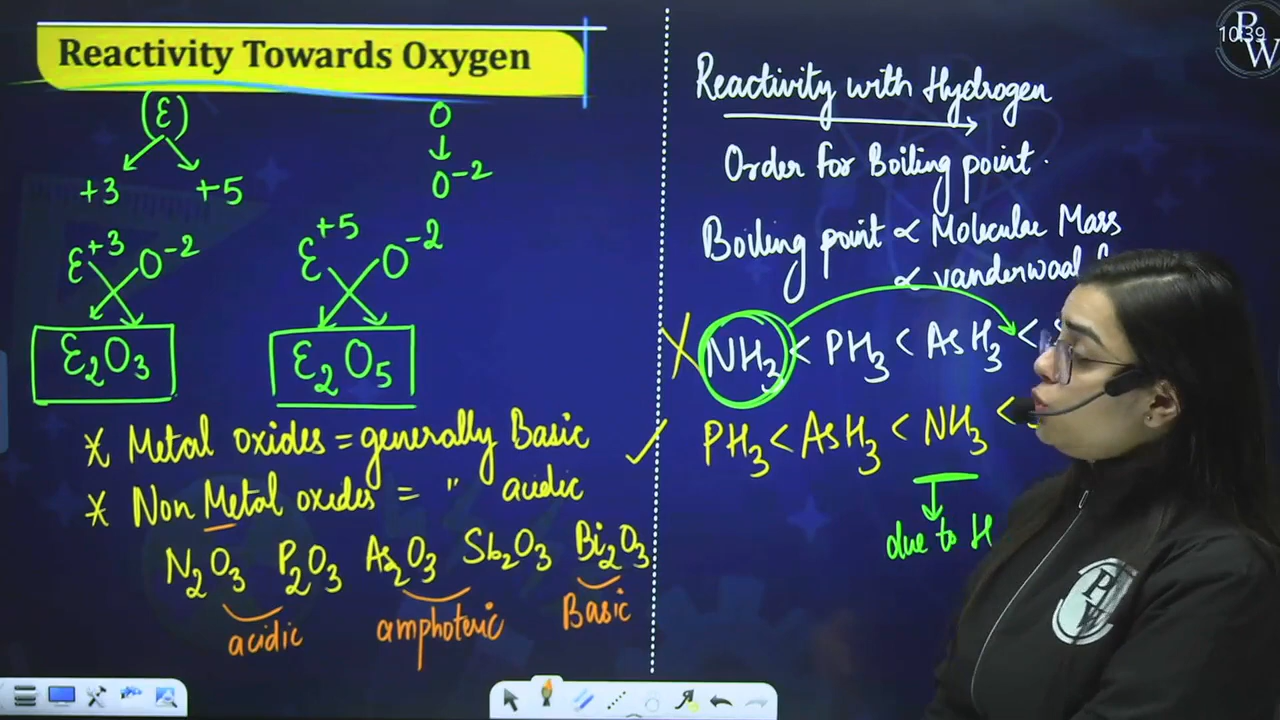 Reactivity Towards Oxygen
(E)
+3 +5
O
O⁻²
E⁺³ O⁻²
E⁺⁵ O⁻²
E₂O₃
E₂O₅
* Metal oxides = generally Basic
* Non Metal oxides = " acidic
N₂O₃ P₂O₃ As₂O₃ Sb₂O₃ Bi₂O₃
acidic amphoteric Basic
Reactivity with Hydrogen
Order for Boiling point.
Boiling point ∝ Molecular Mass
∝ vanderwaal
X NH₃ < PH₃ < AsH₃ <
✓ PH₃ < AsH₃ < NH₃ <
due to H
10:39
PW
PW